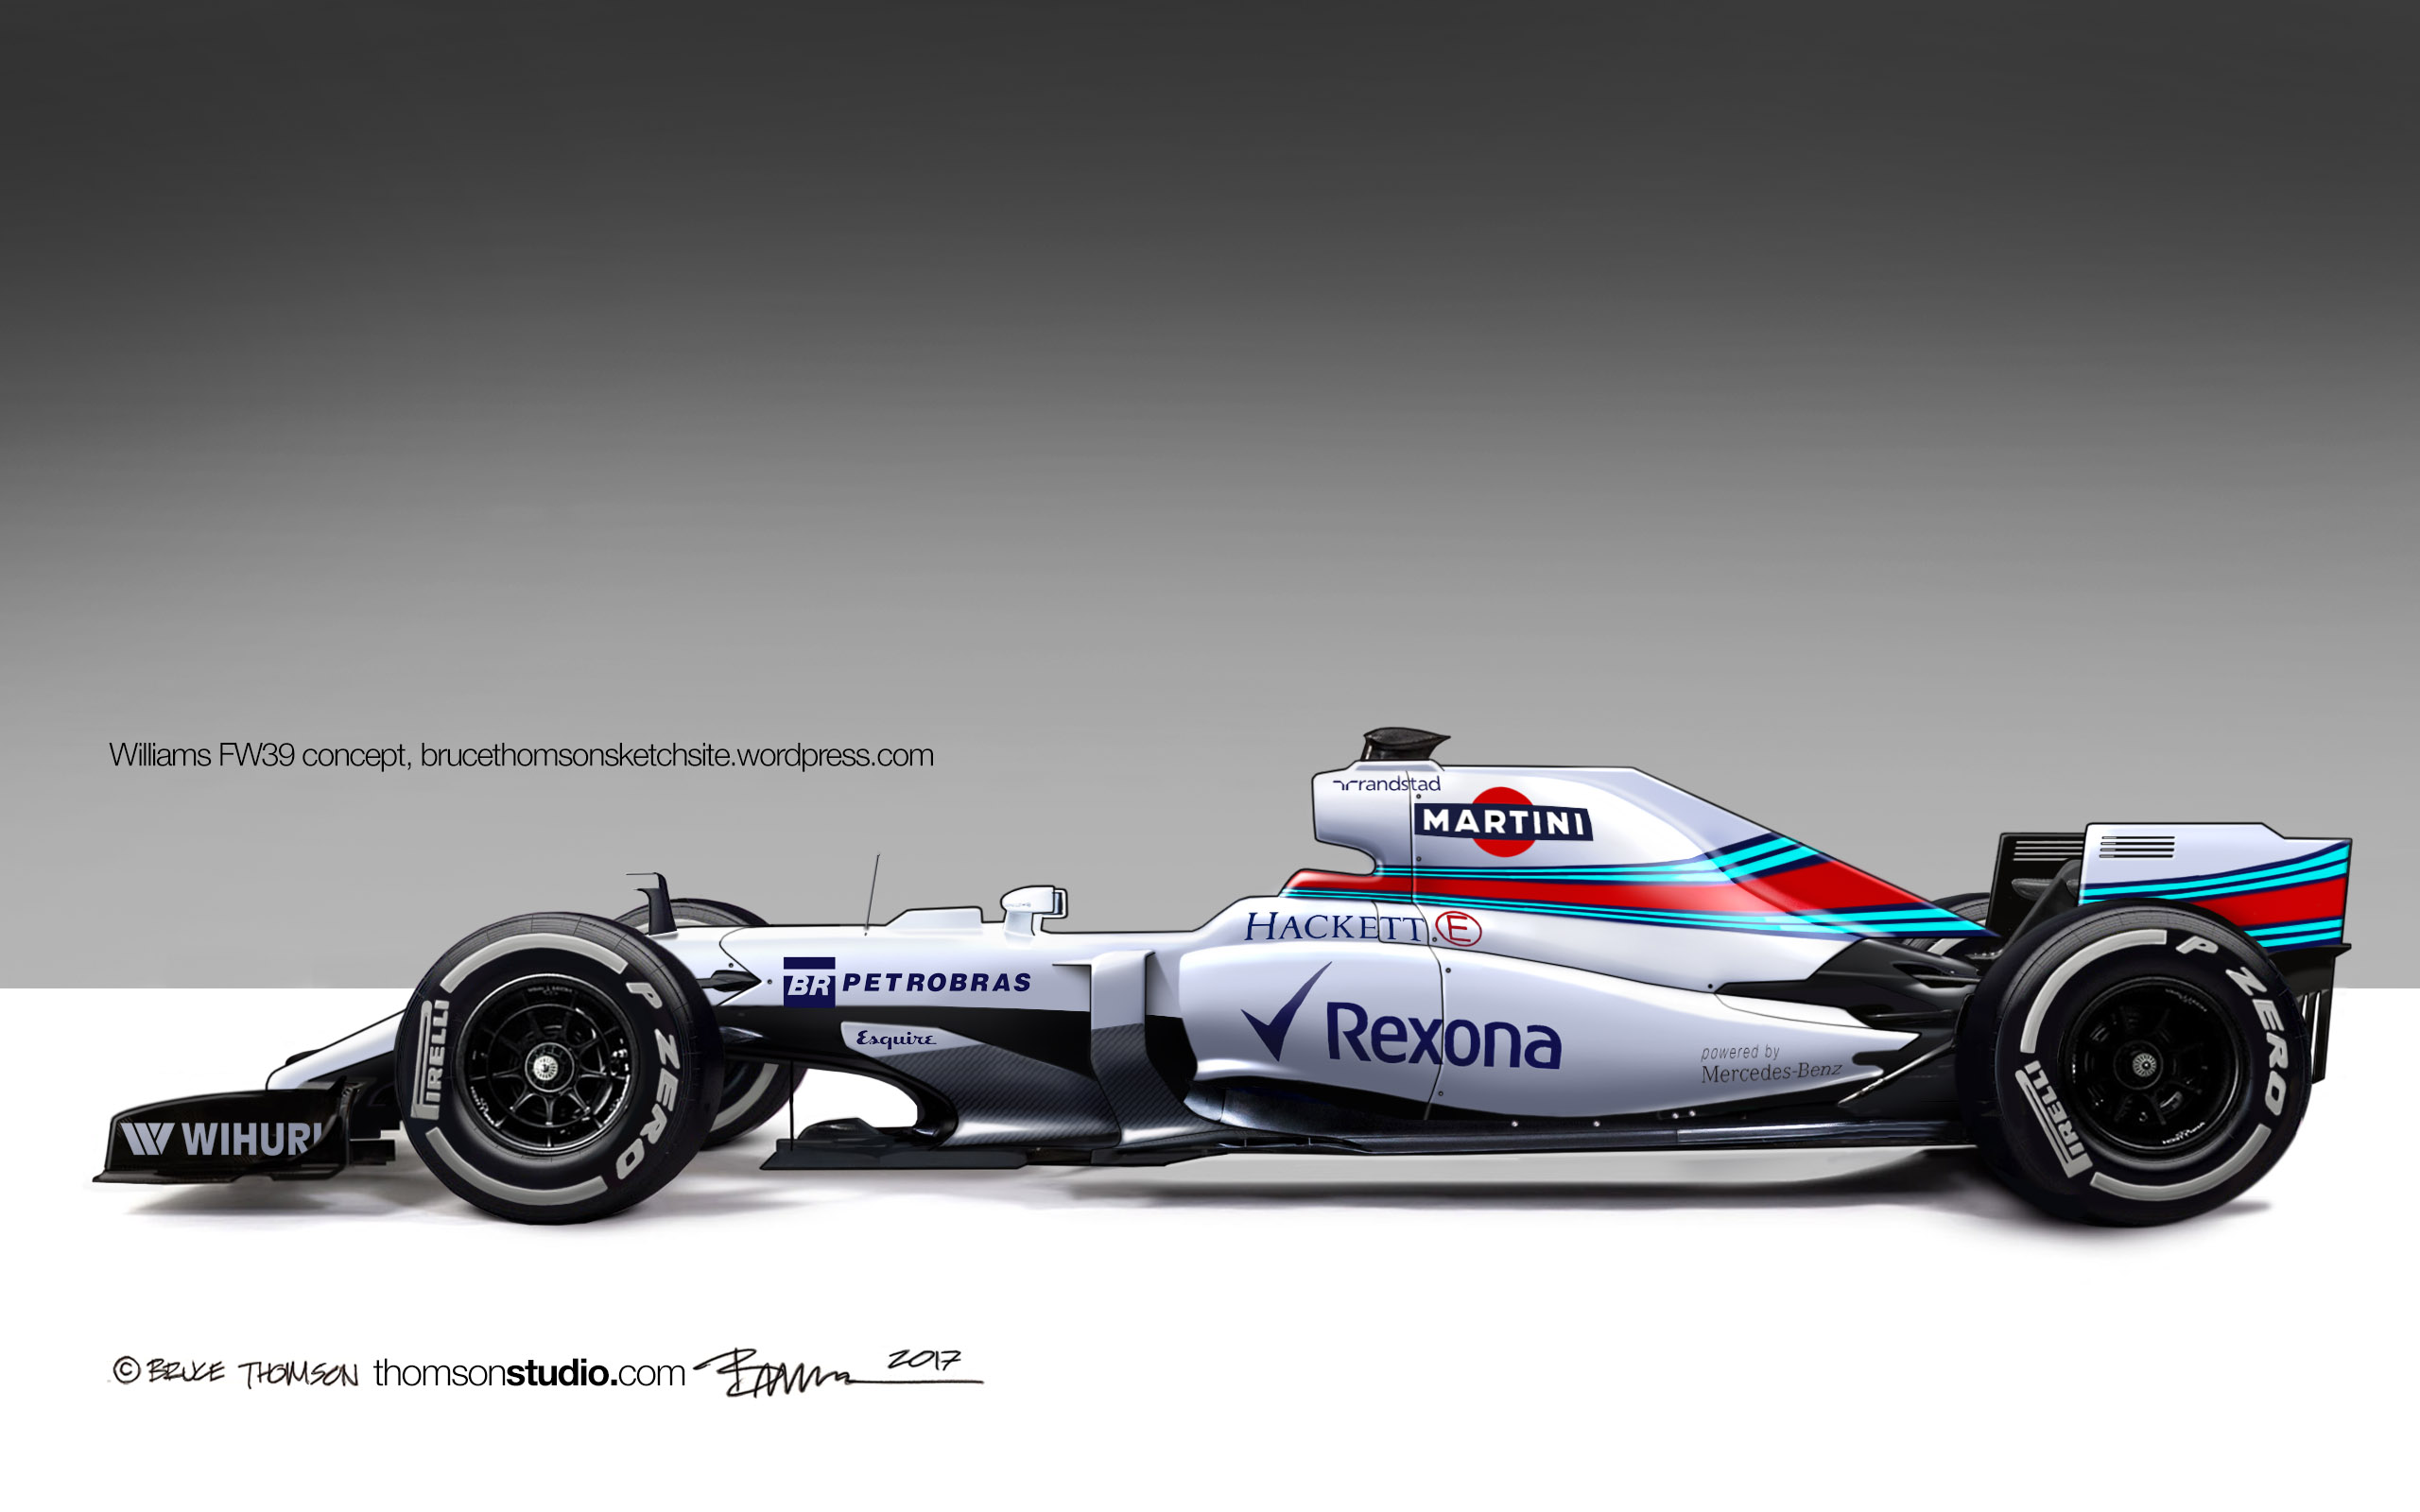 Williams FW39 concept, brucethomsonsketchsite.wordpress.com
randstad
MARTINI
HACKETT E
BR PETROBRAS
Esquire
Rexona
powered by
Mercedes-Benz
WIHURI
PIRELLI
P ZERO
PIRELLI
P ZERO
© BRUCE THOMSON thomsonstudio.com 2017